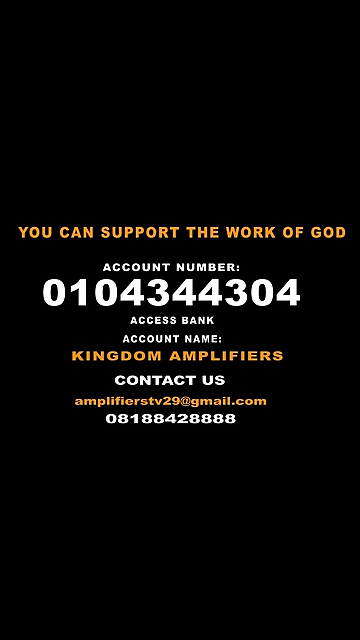 YOU CAN SUPPORT THE WORK OF GOD
ACCOUNT NUMBER:
0104344304
ACCESS BANK
ACCOUNT NAME:
KINGDOM AMPLIFIERS
CONTACT US
amplifierstv29@gmail.com
08188428888